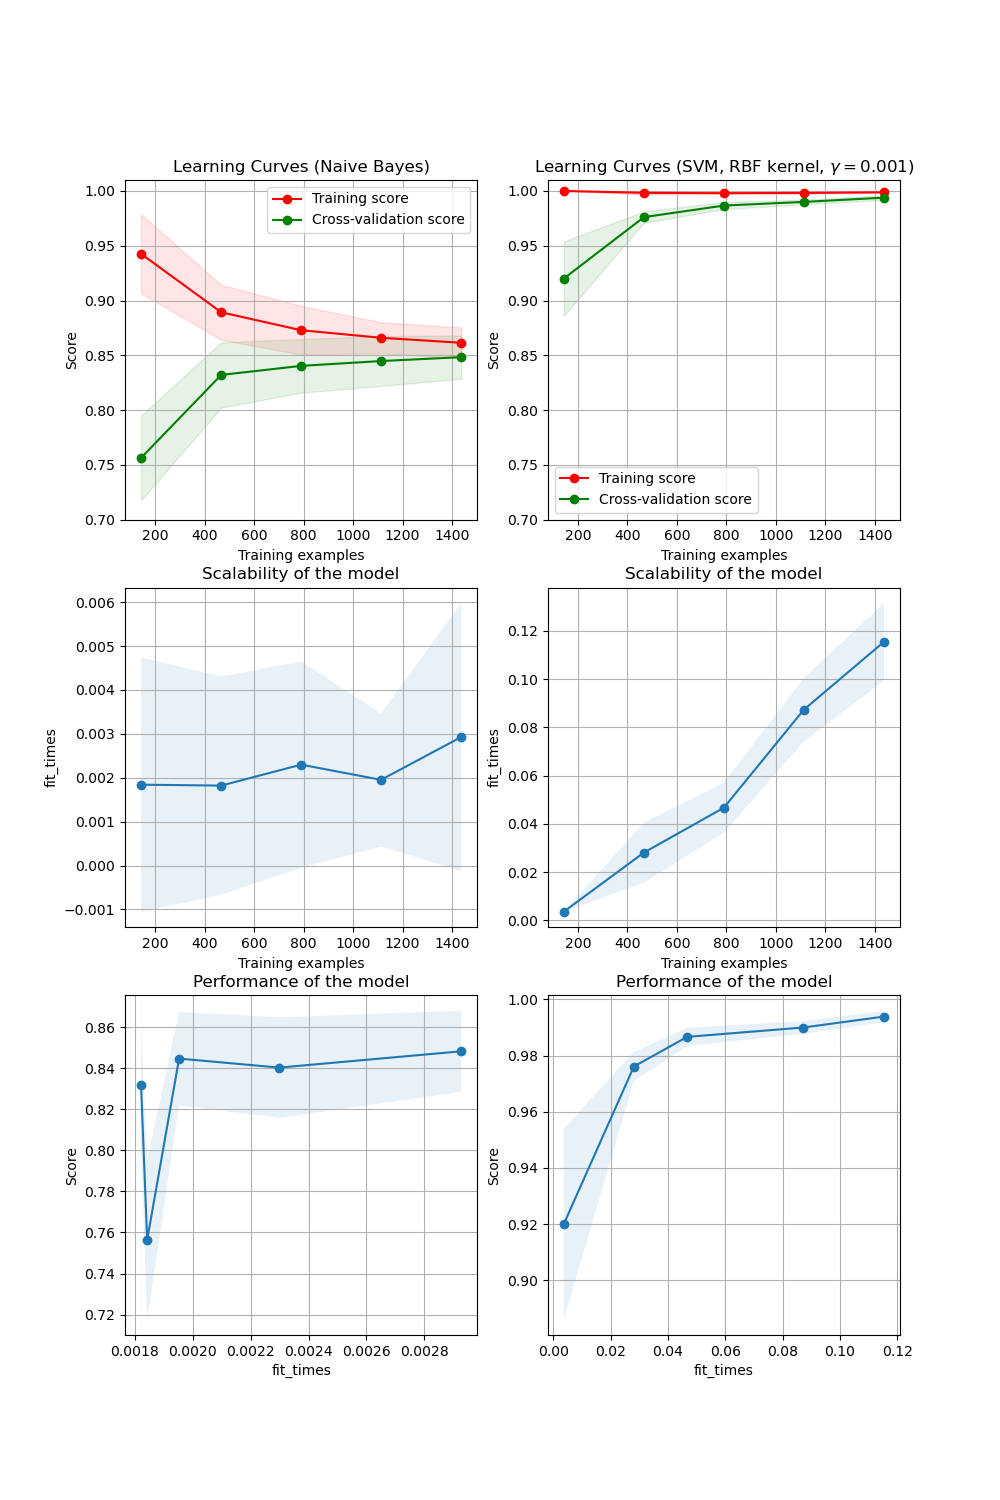 Learning Curves (Naive Bayes)
1.00
0.95
0.90
0.85
0.80
0.75
0.70
Score
Training score
Cross-validation score
200 400 600 800 1000 1200 1400
Training examples
Learning Curves (SVM, RBF kernel, γ = 0.001)
1.00
0.95
0.90
0.85
0.80
0.75
0.70
Score
Training score
Cross-validation score
200 400 600 800 1000 1200 1400
Training examples
Scalability of the model
0.006
0.005
0.004
0.003
0.002
0.001
0.000
−0.001
fit_times
200 400 600 800 1000 1200 1400
Training examples
Scalability of the model
0.12
0.10
0.08
0.06
0.04
0.02
0.00
fit_times
200 400 600 800 1000 1200 1400
Training examples
Performance of the model
0.86
0.84
0.82
0.80
0.78
0.76
0.74
0.72
Score
0.0018 0.0020 0.0022 0.0024 0.0026 0.0028
fit_times
Performance of the model
1.00
0.98
0.96
0.94
0.92
0.90
Score
0.00 0.02 0.04 0.06 0.08 0.10 0.12
fit_times